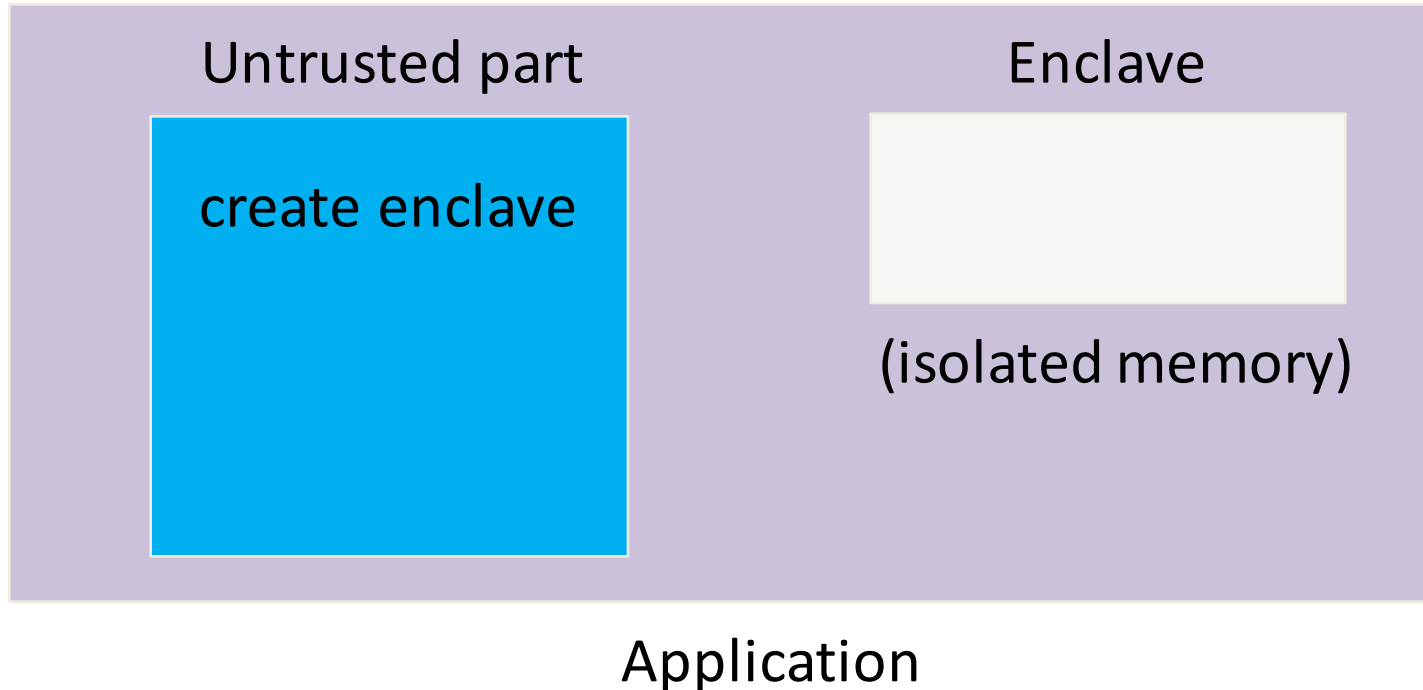 Untrusted part
Enclave
create enclave
(isolated memory)
Application